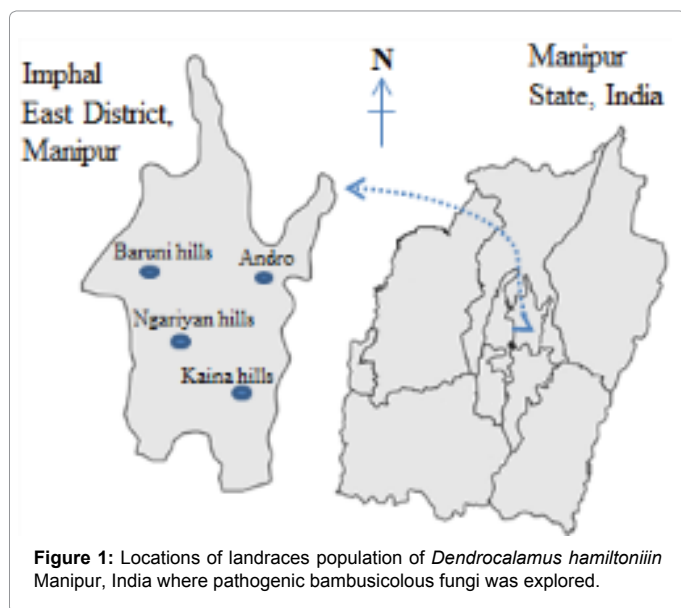 Imphal
East District,
Manipur
N
Manipur
State, India
Baruni hills
Andro
Ngariyan hills
Kaina hills
Figure 1: Locations of landraces population of Dendrocalamus hamiltoniiin
Manipur, India where pathogenic bambusicolous fungi was explored.